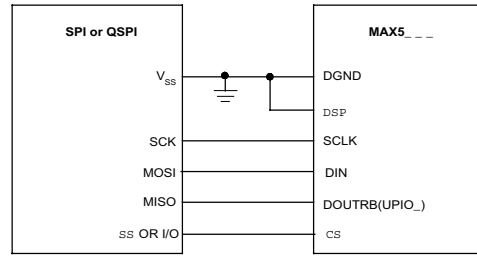 SPI or QSPI MAX5_ _ _
VSS DGND
DSP
SCK SCLK
MOSI DIN
MISO DOUTRB(UPIO_)
SS OR I/O CS